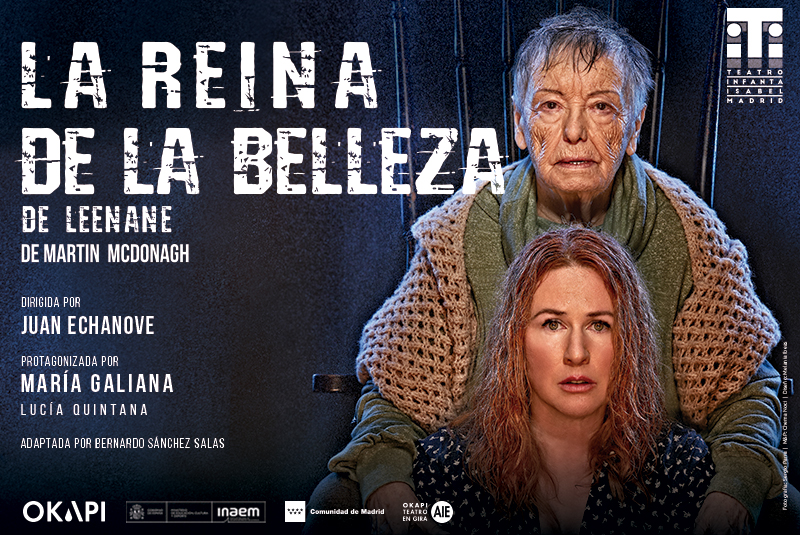 LA REINA
DE LA BELLEZA
DE LEENANE
DE MARTIN MCDONAGH
DIRIGIDA POR
JUAN ECHANOVE
PROTAGONIZADA POR
MARÍA GALIANA
LUCÍA QUINTANA
ADAPTADA POR BERNARDO SÁNCHEZ SALAS
iTi
TEATRO
INFANTA
ISABEL
MADRID
OKAPI
inaem
Comunidad de Madrid
OKAPI
TEATRO
EN GIRA
AIE